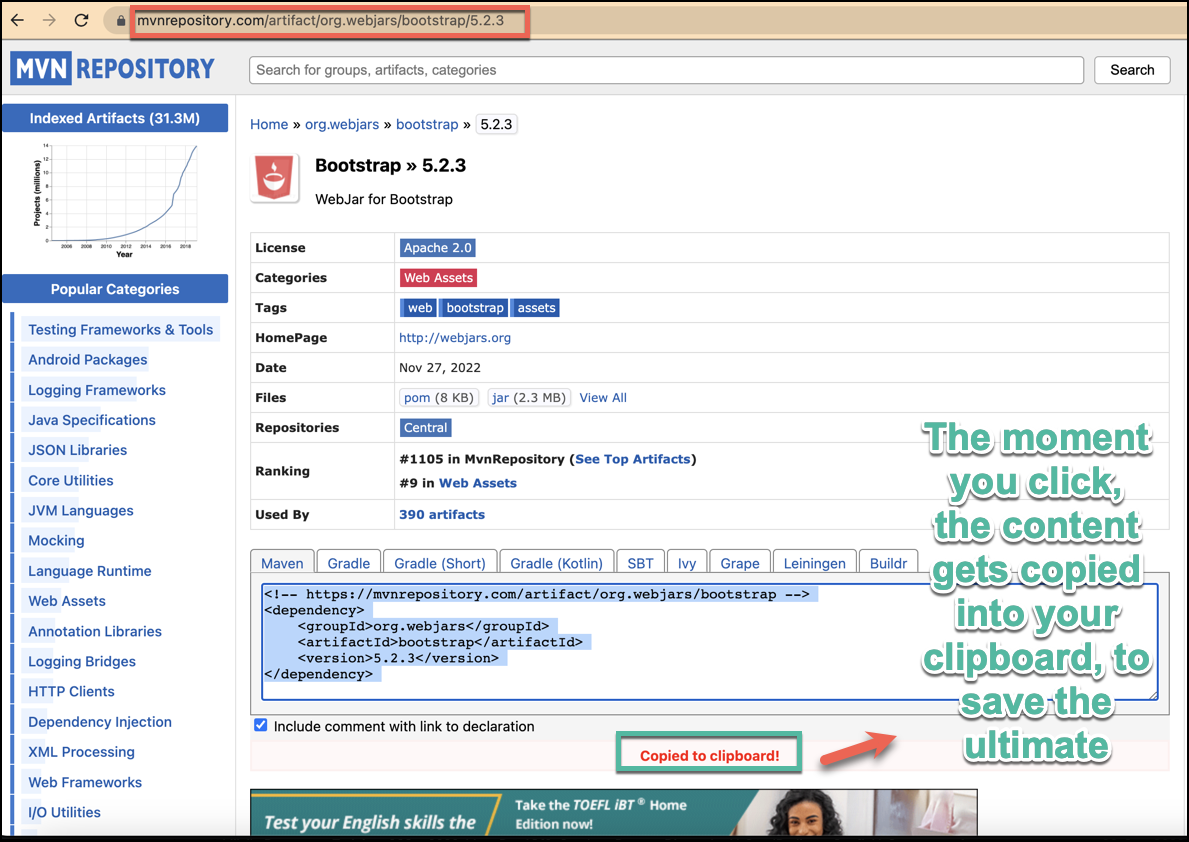 mvnrepository.com/artifact/org.webjars/bootstrap/5.2.3
MVN REPOSITORY
Search for groups, artifacts, categories
Search
Indexed Artifacts (31.3M)
Projects (millions)
14
12
10
8
6
4
2
0
2006 2008 2010 2012 2014 2016 2018
Year
Popular Categories
Testing Frameworks & Tools
Android Packages
Logging Frameworks
Java Specifications
JSON Libraries
Core Utilities
JVM Languages
Mocking
Language Runtime
Web Assets
Annotation Libraries
Logging Bridges
HTTP Clients
Dependency Injection
XML Processing
Web Frameworks
I/O Utilities
Home » org.webjars » bootstrap » 5.2.3
Bootstrap » 5.2.3
WebJar for Bootstrap
License Apache 2.0
Categories Web Assets
Tags web bootstrap assets
HomePage http://webjars.org
Date Nov 27, 2022
Files pom (8 KB) jar (2.3 MB) View All
Repositories Central
Ranking #1105 in MvnRepository (See Top Artifacts)
#9 in Web Assets
Used By 390 artifacts
Maven Gradle Gradle (Short) Gradle (Kotlin) SBT Ivy Grape Leiningen Buildr
<!-- https://mvnrepository.com/artifact/org.webjars/bootstrap -->
<dependency>
    <groupId>org.webjars</groupId>
    <artifactId>bootstrap</artifactId>
    <version>5.2.3</version>
</dependency>
Include comment with link to declaration
Copied to clipboard!
The moment
you click,
the content
gets copied
into your
clipboard, to
save the
ultimate
Test your English skills the
Take the TOEFL iBT® Home
Edition now!